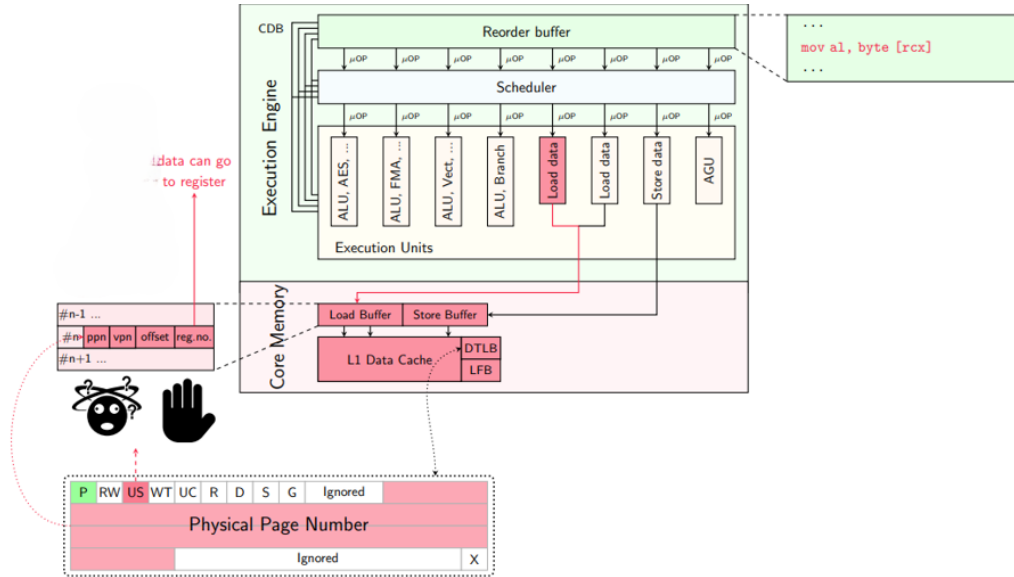 CDB
Reorder buffer
...
mov al, byte [rcx]
...
μOP μOP μOP μOP μOP μOP μOP μOP
Scheduler
μOP μOP μOP μOP μOP μOP μOP μOP
Execution Engine
ALU, AES, ...
ALU, FMA, ...
ALU, Vect, ...
ALU, Branch
Load data
Load data
Store data
AGU
Execution Units
data can go
to register
Core Memory
Load Buffer
Store Buffer
L1 Data Cache
DTLB
LFB
#n-1 ...
#n ppn vpn offset reg.no.
#n+1 ...
? ? ? ?
P RW US WT UC R D S G Ignored
Physical Page Number
Ignored X